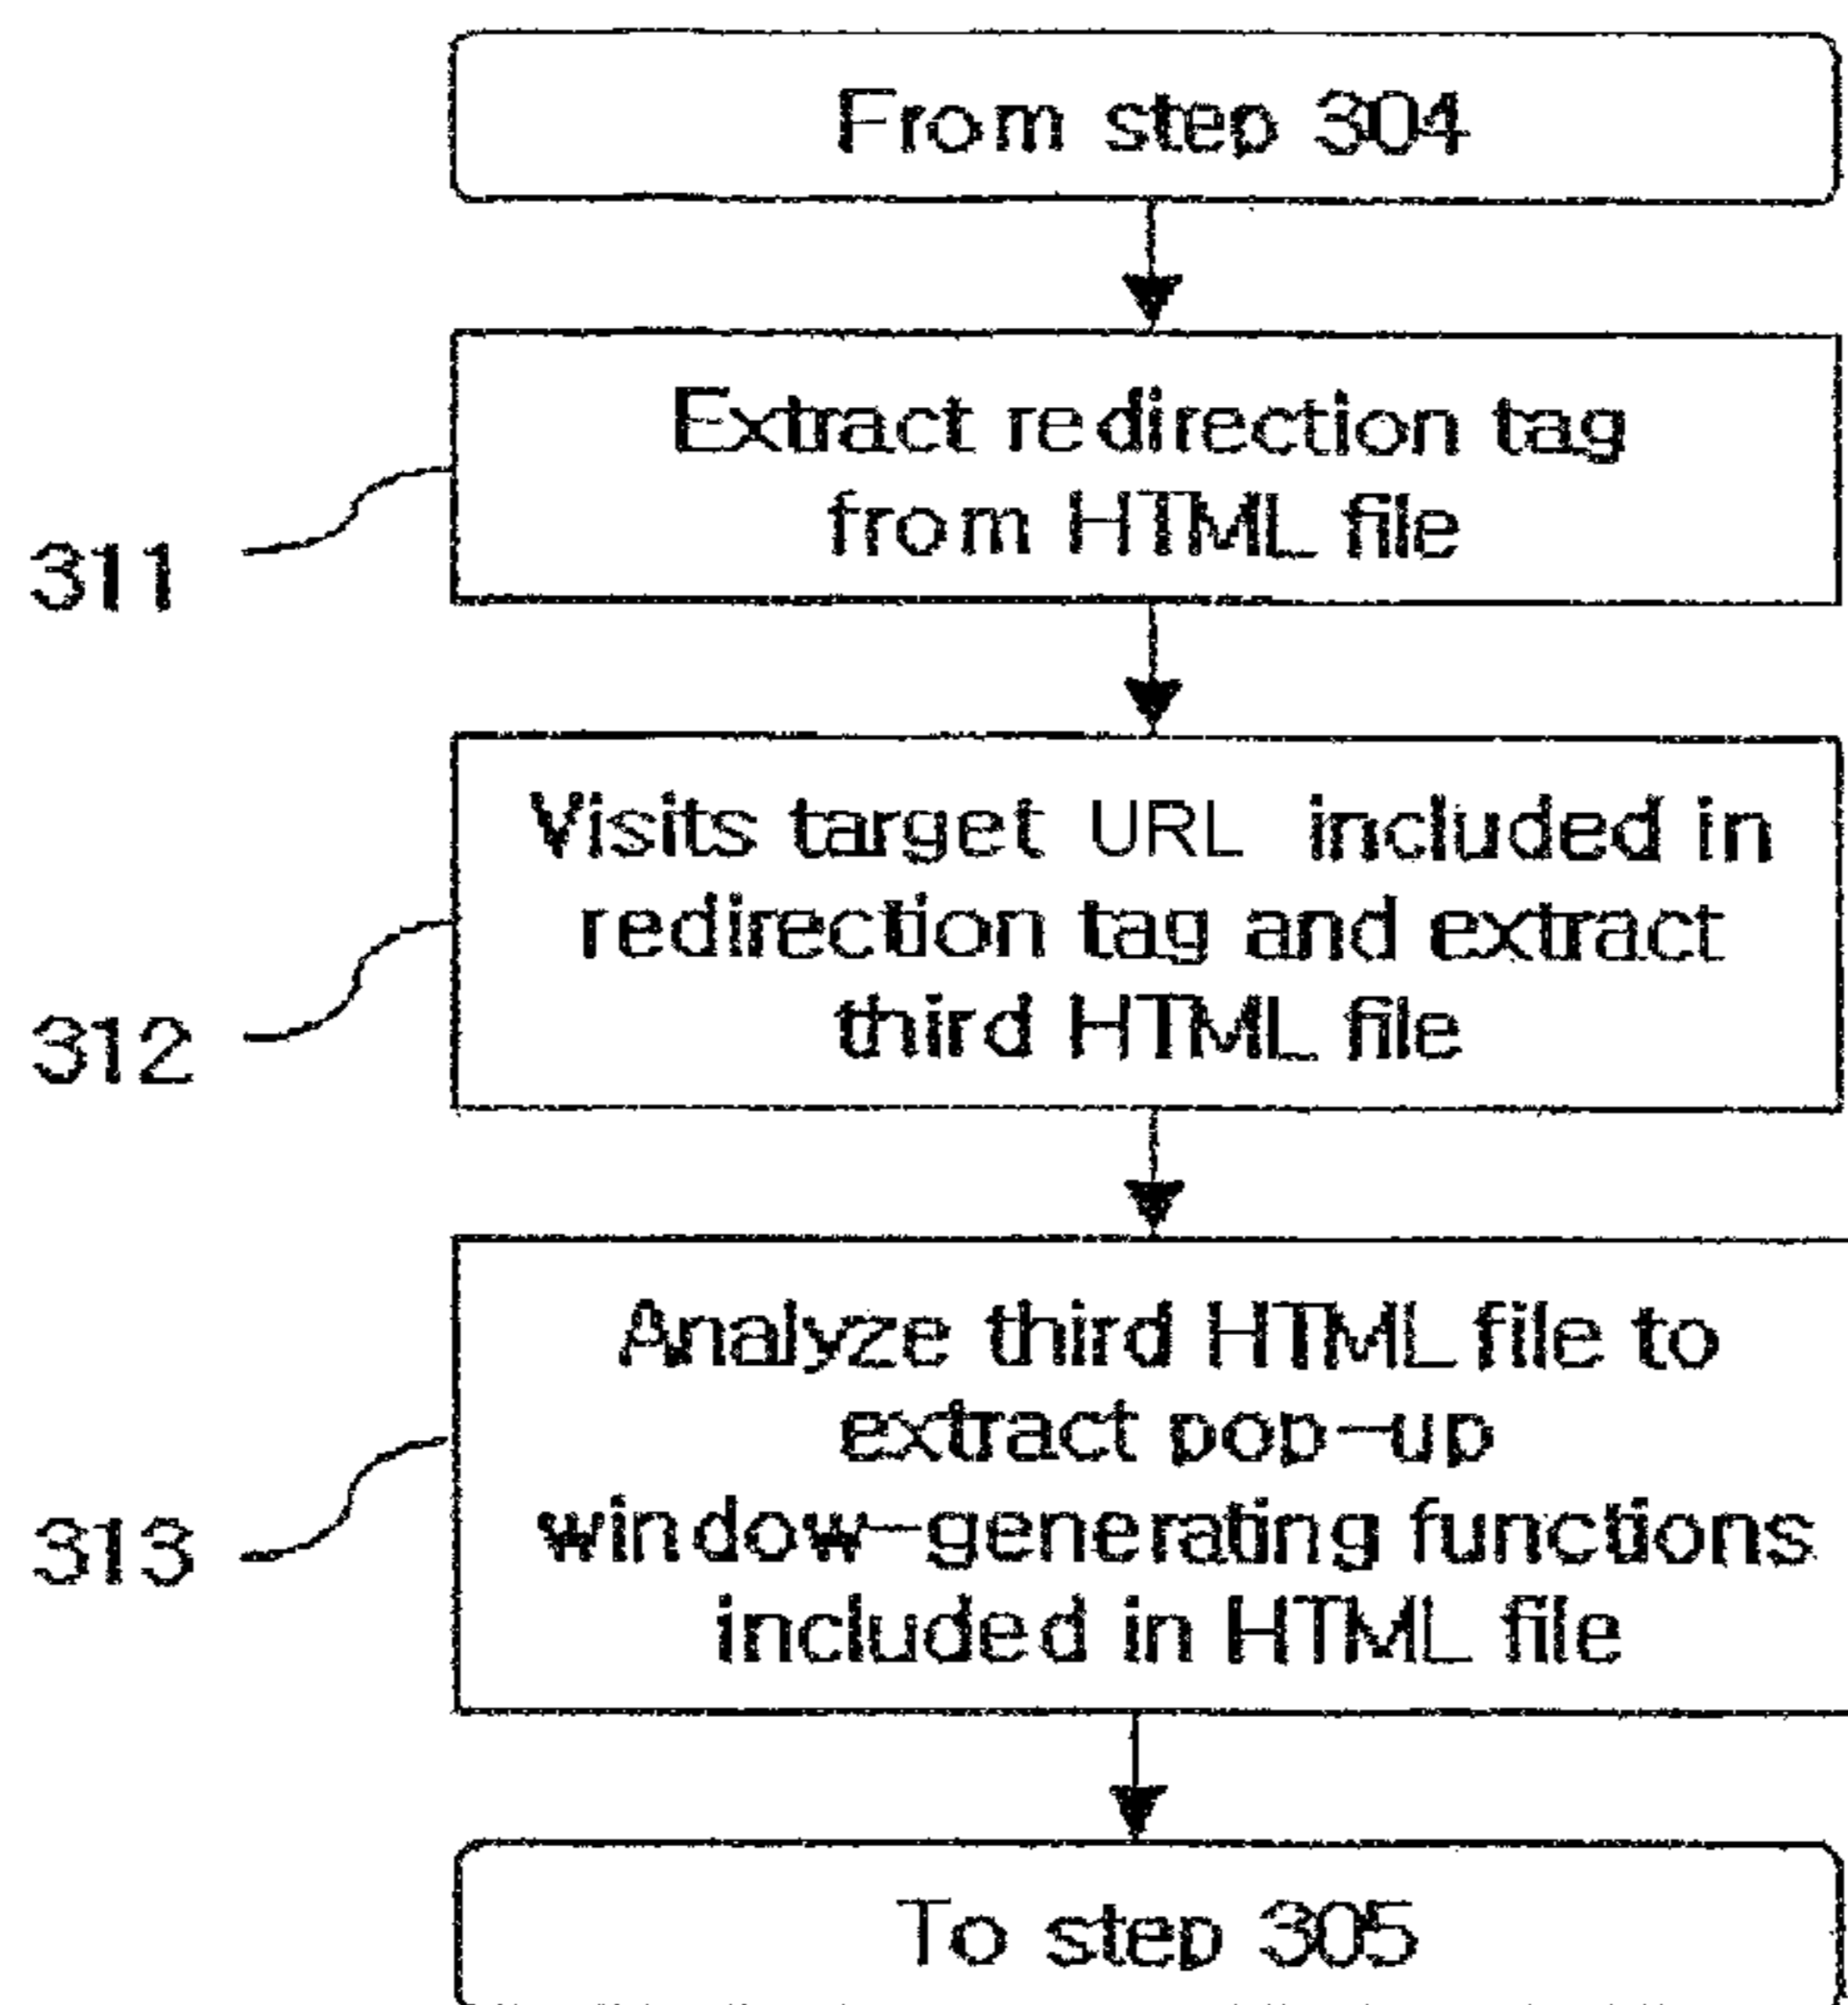 From step 304
Extract redirection tag
from HTML file
311
Visits target URL included in
redirection tag and extract
third HTML file
312
Analyze third HTML file to
extract pop-up
window-generating functions
included in HTML file
313
To step 305